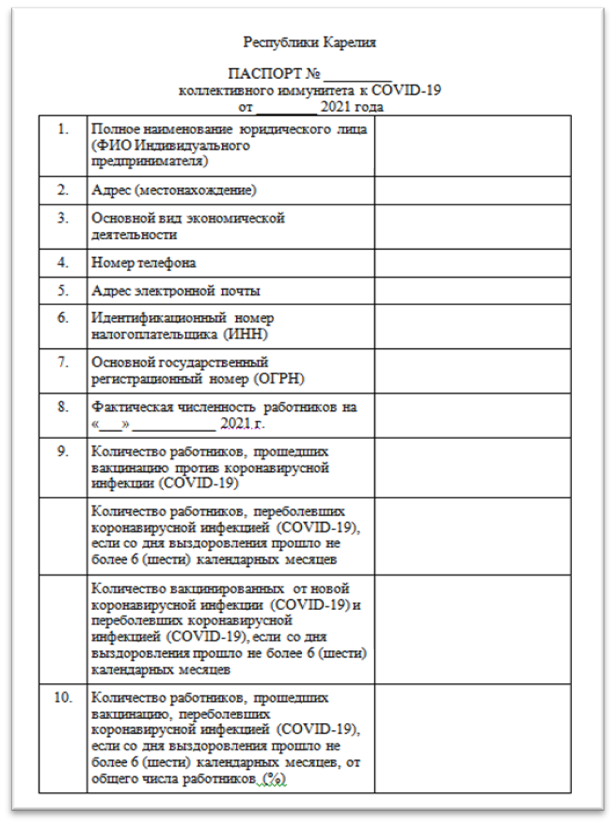 Республики Карелия
ПАСПОРТ № _________
коллективного иммунитета к COVID-19
от ________ 2021 года
1. Полное наименование юридического лица
(ФИО Индивидуального
предпринимателя)
2. Адрес (местонахождение)
3. Основной вид экономической
деятельности
4. Номер телефона
5. Адрес электронной почты
6. Идентификационный номер
налогоплательщика (ИНН)
7. Основной государственный
регистрационный номер (ОГРН)
8. Фактическая численность работников на
«___» ___________ 2021 г.
9. Количество работников, прошедших
вакцинацию против коронавирусной
инфекции (COVID-19)
Количество работников, переболевших
коронавирусной инфекцией (COVID-19),
если со дня выздоровления прошло не
более 6 (шести) календарных месяцев
Количество вакцинированных от новой
коронавирусной инфекции (COVID-19) и
переболевших коронавирусной
инфекцией (COVID-19), если со дня
выздоровления прошло не более 6 (шести)
календарных месяцев
10. Количество работников, прошедших
вакцинацию, переболевших
коронавирусной инфекцией (COVID-19),
если со дня выздоровления прошло не
более 6 (шести) календарных месяцев, от
общего числа работников (%)